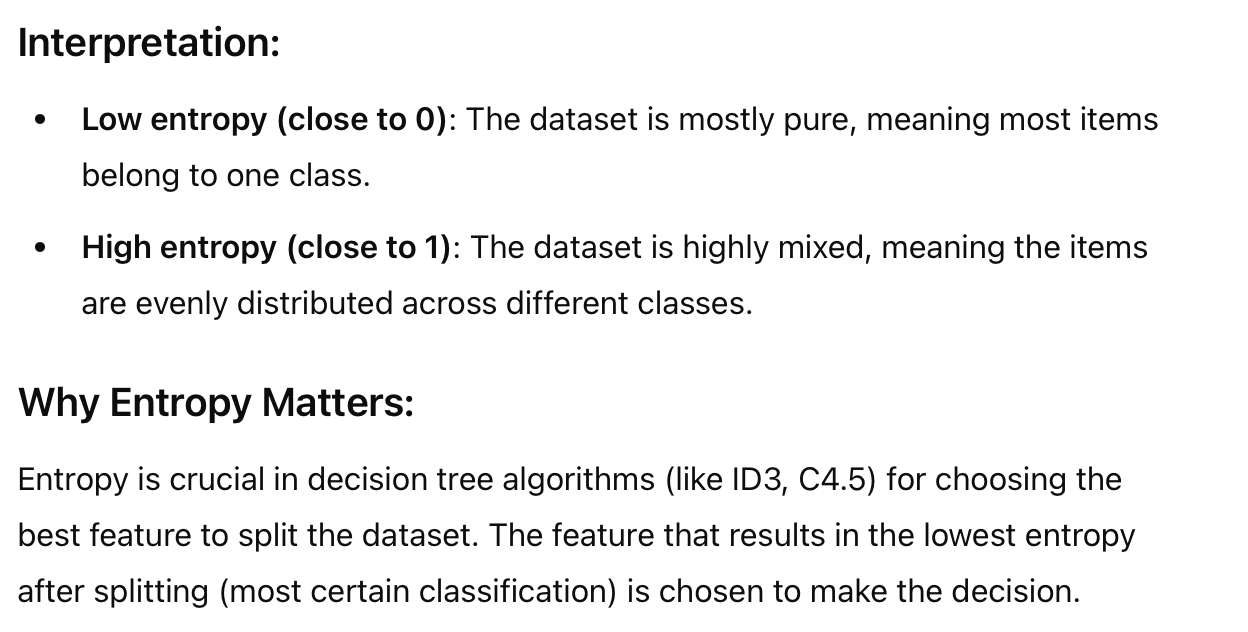 Interpretation:
• Low entropy (close to 0): The dataset is mostly pure, meaning most items
belong to one class.
• High entropy (close to 1): The dataset is highly mixed, meaning the items
are evenly distributed across different classes.
Why Entropy Matters:
Entropy is crucial in decision tree algorithms (like ID3, C4.5) for choosing the
best feature to split the dataset. The feature that results in the lowest entropy
after splitting (most certain classification) is chosen to make the decision.